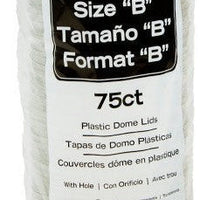 Size “B”
Tamaño “B”
Format “B”
75ct
Plastic Dome Lids
Tapas de Domo Plásticas
Couvercles dôme en plastique
With Hole | Con Orificio | Avec trou